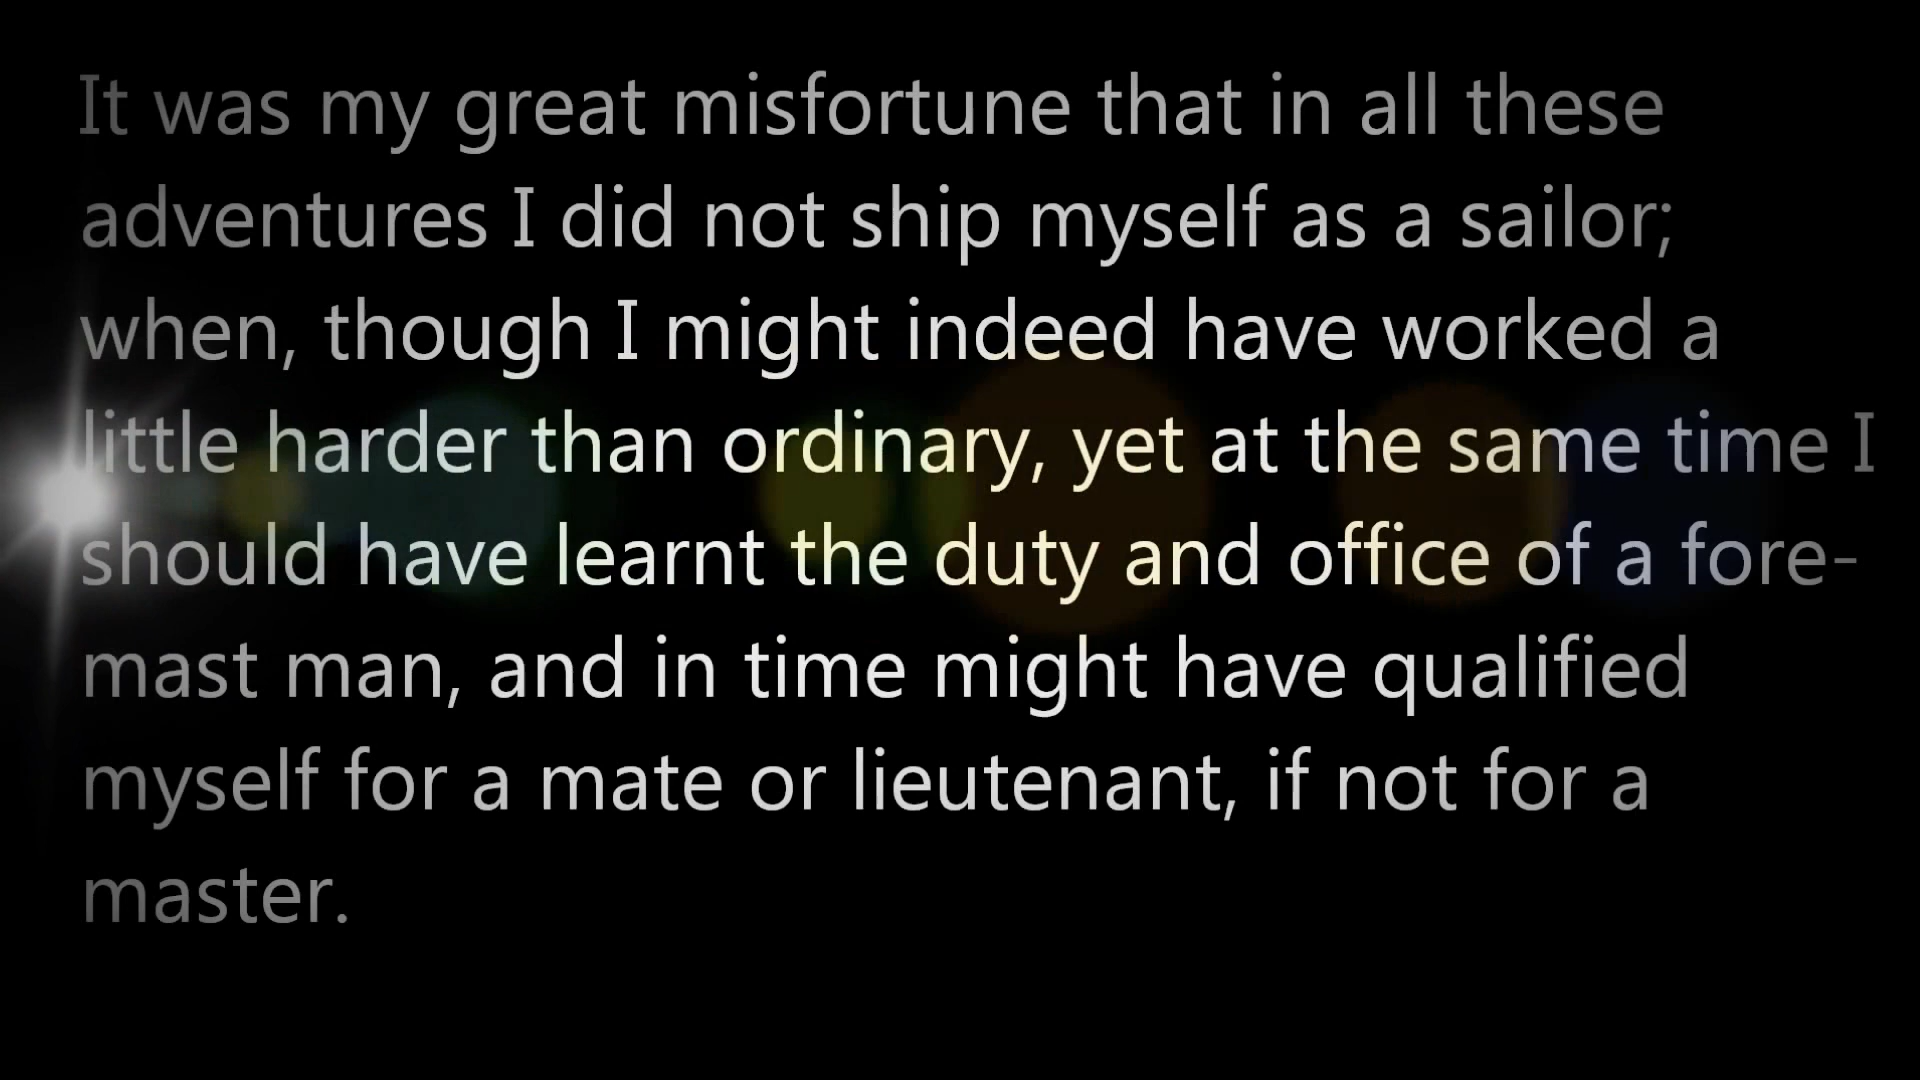 It was my great misfortune that in all these
adventures I did not ship myself as a sailor;
when, though I might indeed have worked a
little harder than ordinary, yet at the same time I
should have learnt the duty and office of a fore-
mast man, and in time might have qualified
myself for a mate or lieutenant, if not for a
master.